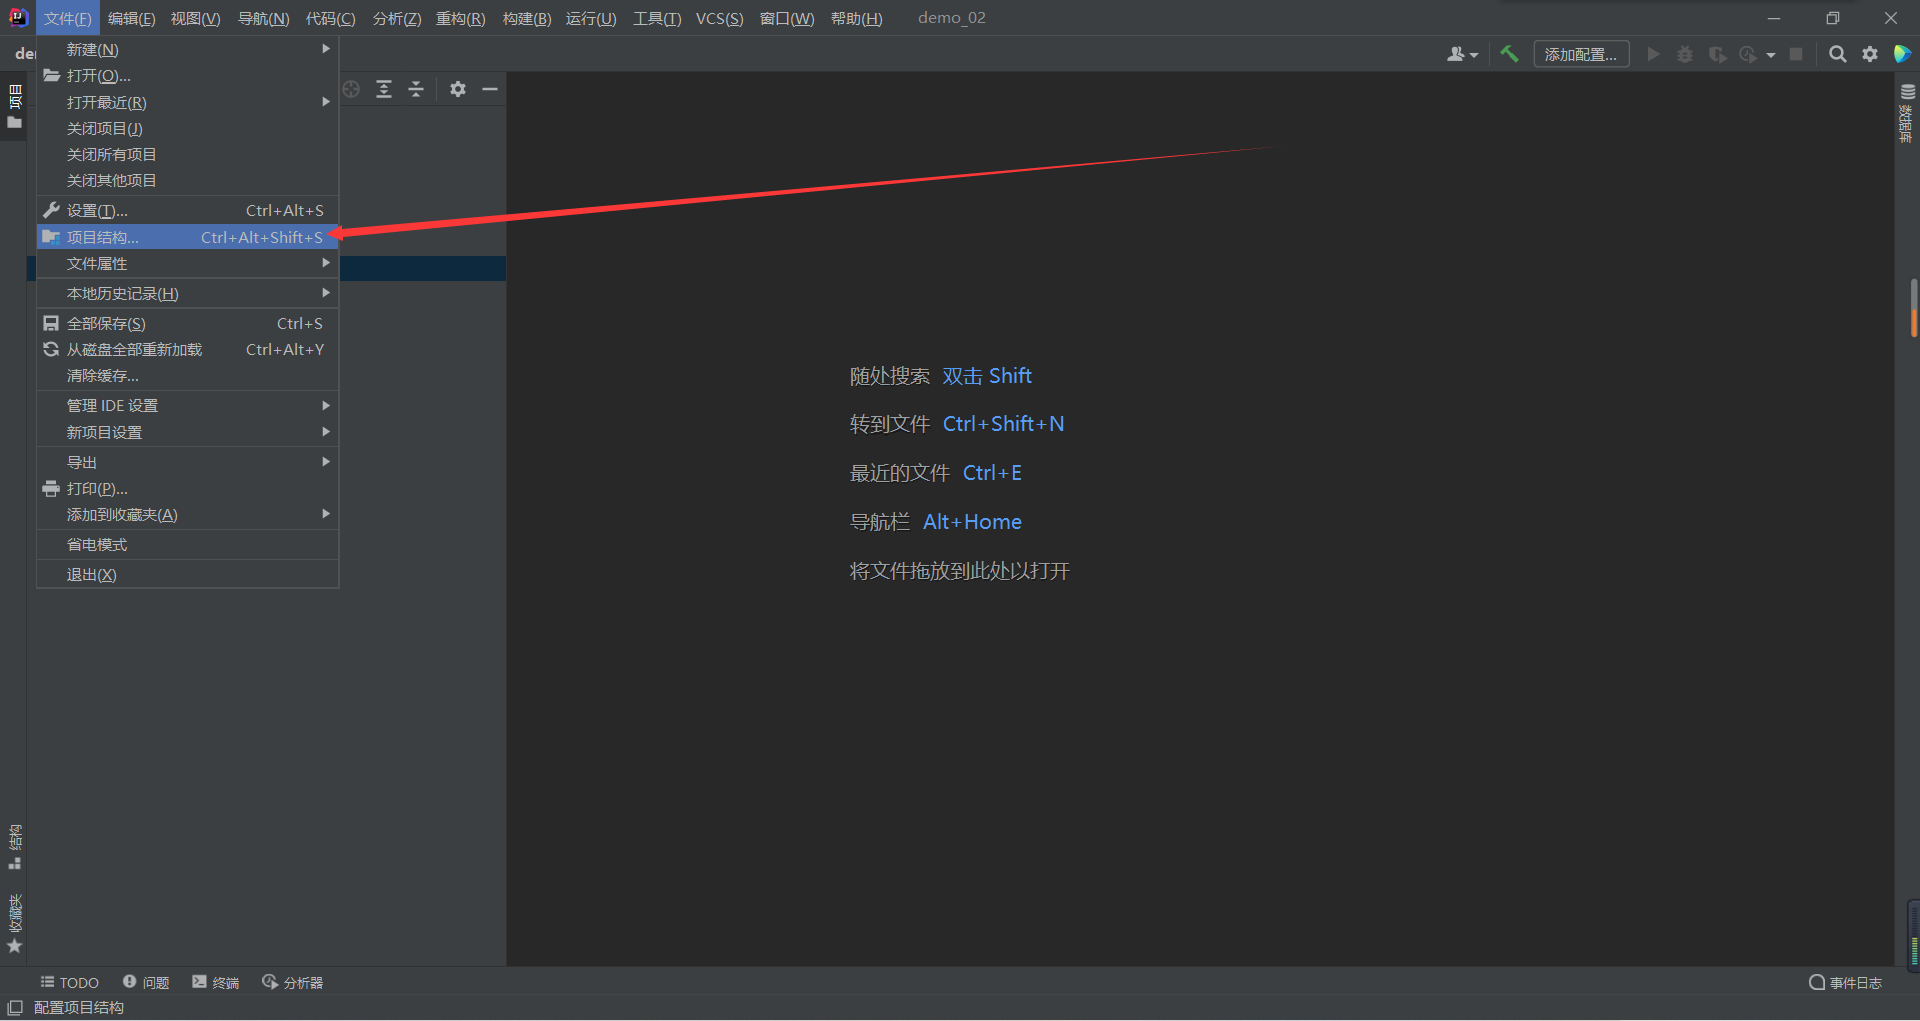 文件(F) 编辑(E) 视图(V) 导航(N) 代码(C) 分析(Z) 重构(R) 构建(B) 运行(U) 工具(T) VCS(S) 窗口(W) 帮助(H) demo_02
添加配置...
新建(N)
打开(O)...
打开最近(R)
关闭项目(J)
关闭所有项目
关闭其他项目
设置(T)... Ctrl+Alt+S
项目结构... Ctrl+Alt+Shift+S
文件属性
本地历史记录(H)
全部保存(S) Ctrl+S
从磁盘全部重新加载 Ctrl+Alt+Y
清除缓存...
管理 IDE 设置
新项目设置
导出
打印(P)...
添加到收藏夹(A)
省电模式
退出(X)
项目
结构
收藏夹
随处搜索 双击 Shift
转到文件 Ctrl+Shift+N
最近的文件 Ctrl+E
导航栏 Alt+Home
将文件拖放到此处以打开
数据库
TODO 问题 终端 分析器 事件日志
配置项目结构